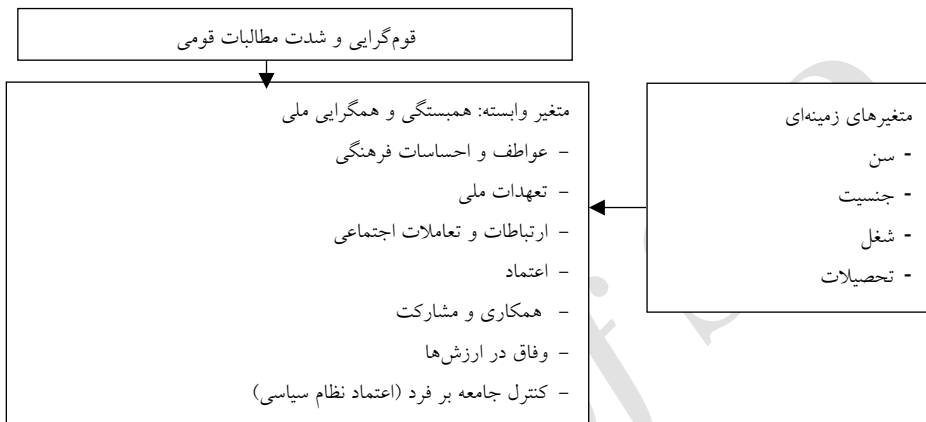 قوم‌گرایی و شدت مطالبات قومی
متغیرهای زمینه‌ای
- سن
- جنسیت
- شغل
- تحصیلات
متغیر وابسته: همبستگی و همگرایی ملی
- عواطف و احساسات فرهنگی
- تعهدات ملی
- ارتباطات و تعاملات اجتماعی
- اعتماد
- همکاری و مشارکت
- وفاق در ارزش‌ها
- کنترل جامعه بر فرد (اعتماد نظام سیاسی)